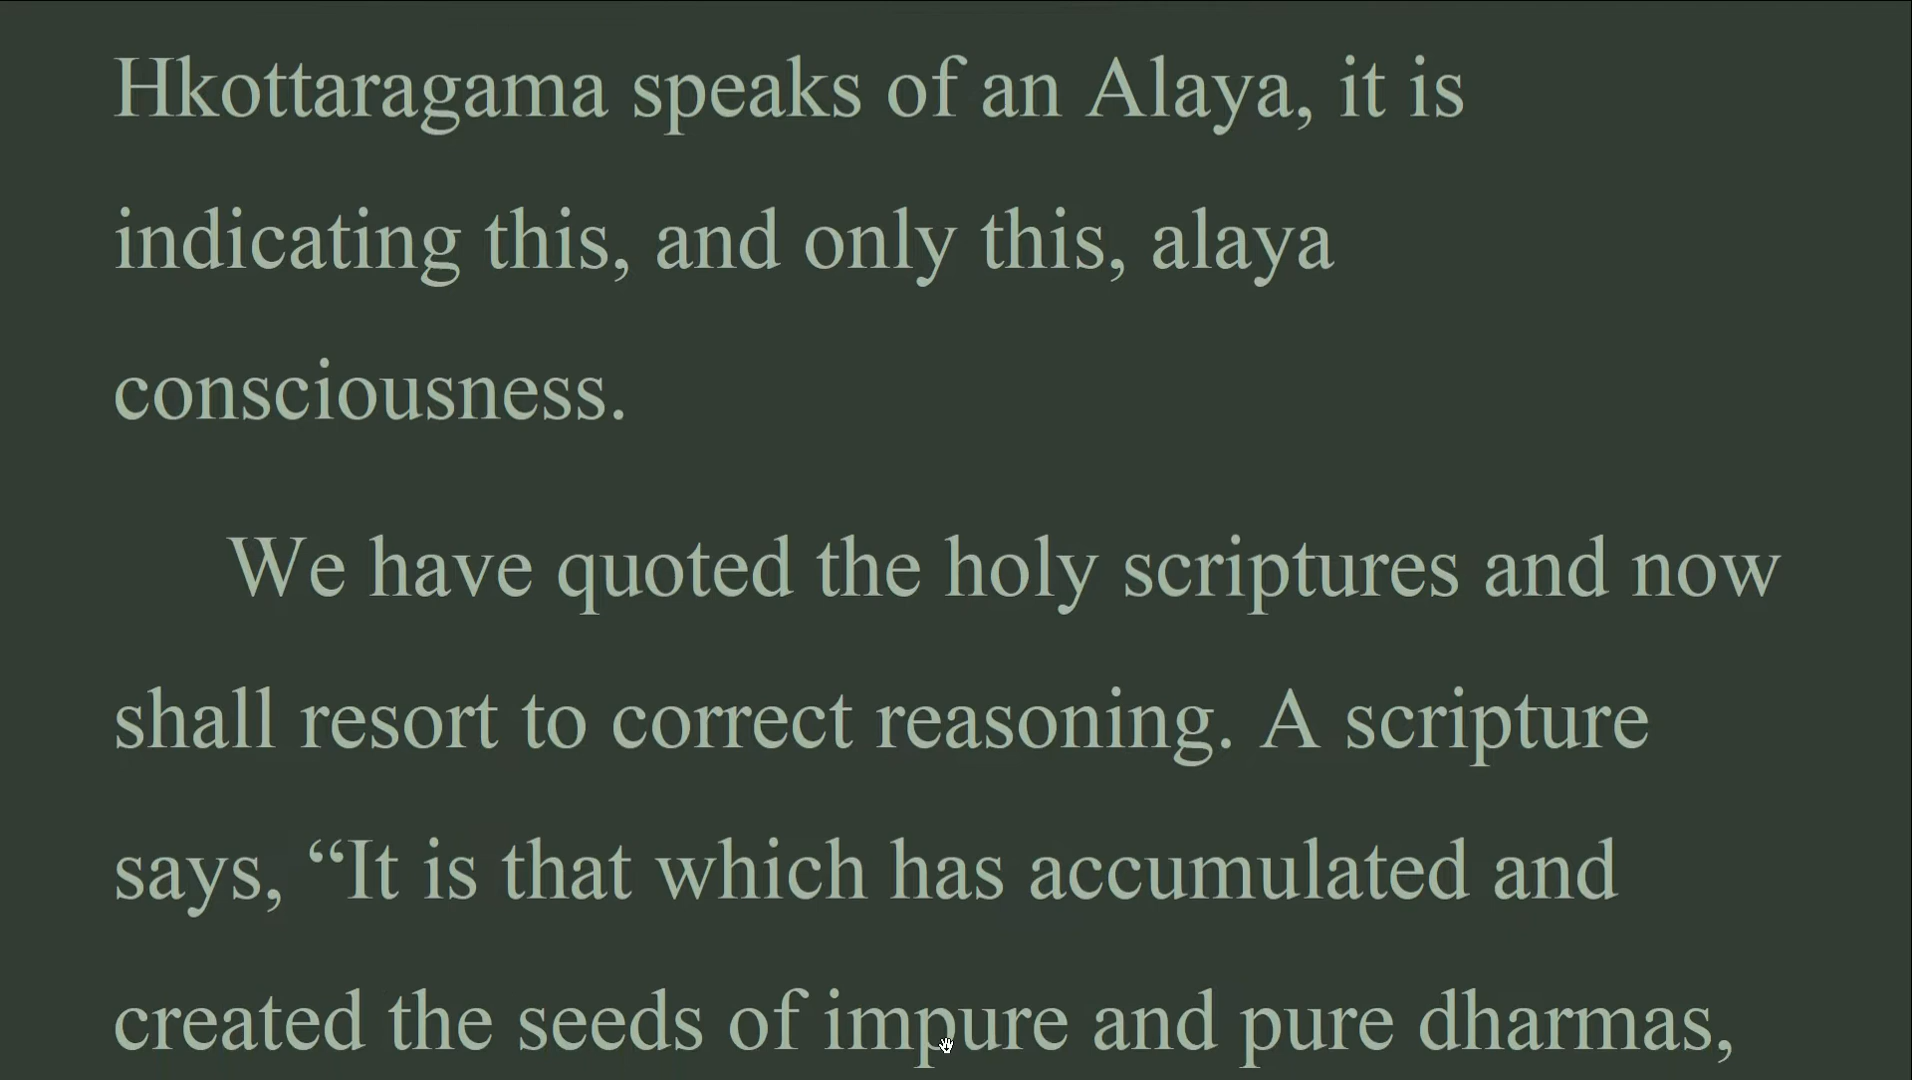 Hkottaragama speaks of an Alaya, it is
indicating this, and only this, alaya
consciousness.
We have quoted the holy scriptures and now
shall resort to correct reasoning. A scripture
says, “It is that which has accumulated and
created the seeds of impure and pure dharmas,